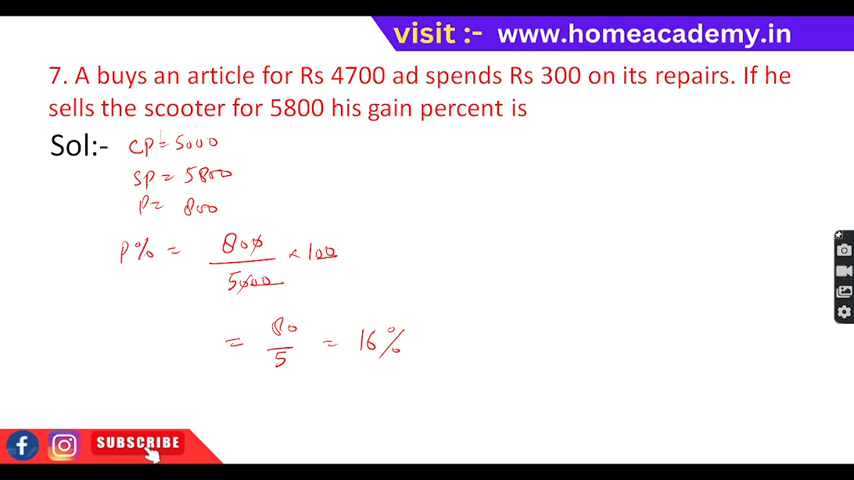 visit :- www.homeacademy.in
7. A buys an article for Rs 4700 ad spends Rs 300 on its repairs. If he
sells the scooter for 5800 his gain percent is
Sol:- CP = 5000
SP = 5800
P = 800
P% = 800/5000 × 100
= 80/5 = 16%
SUBSCRIBE